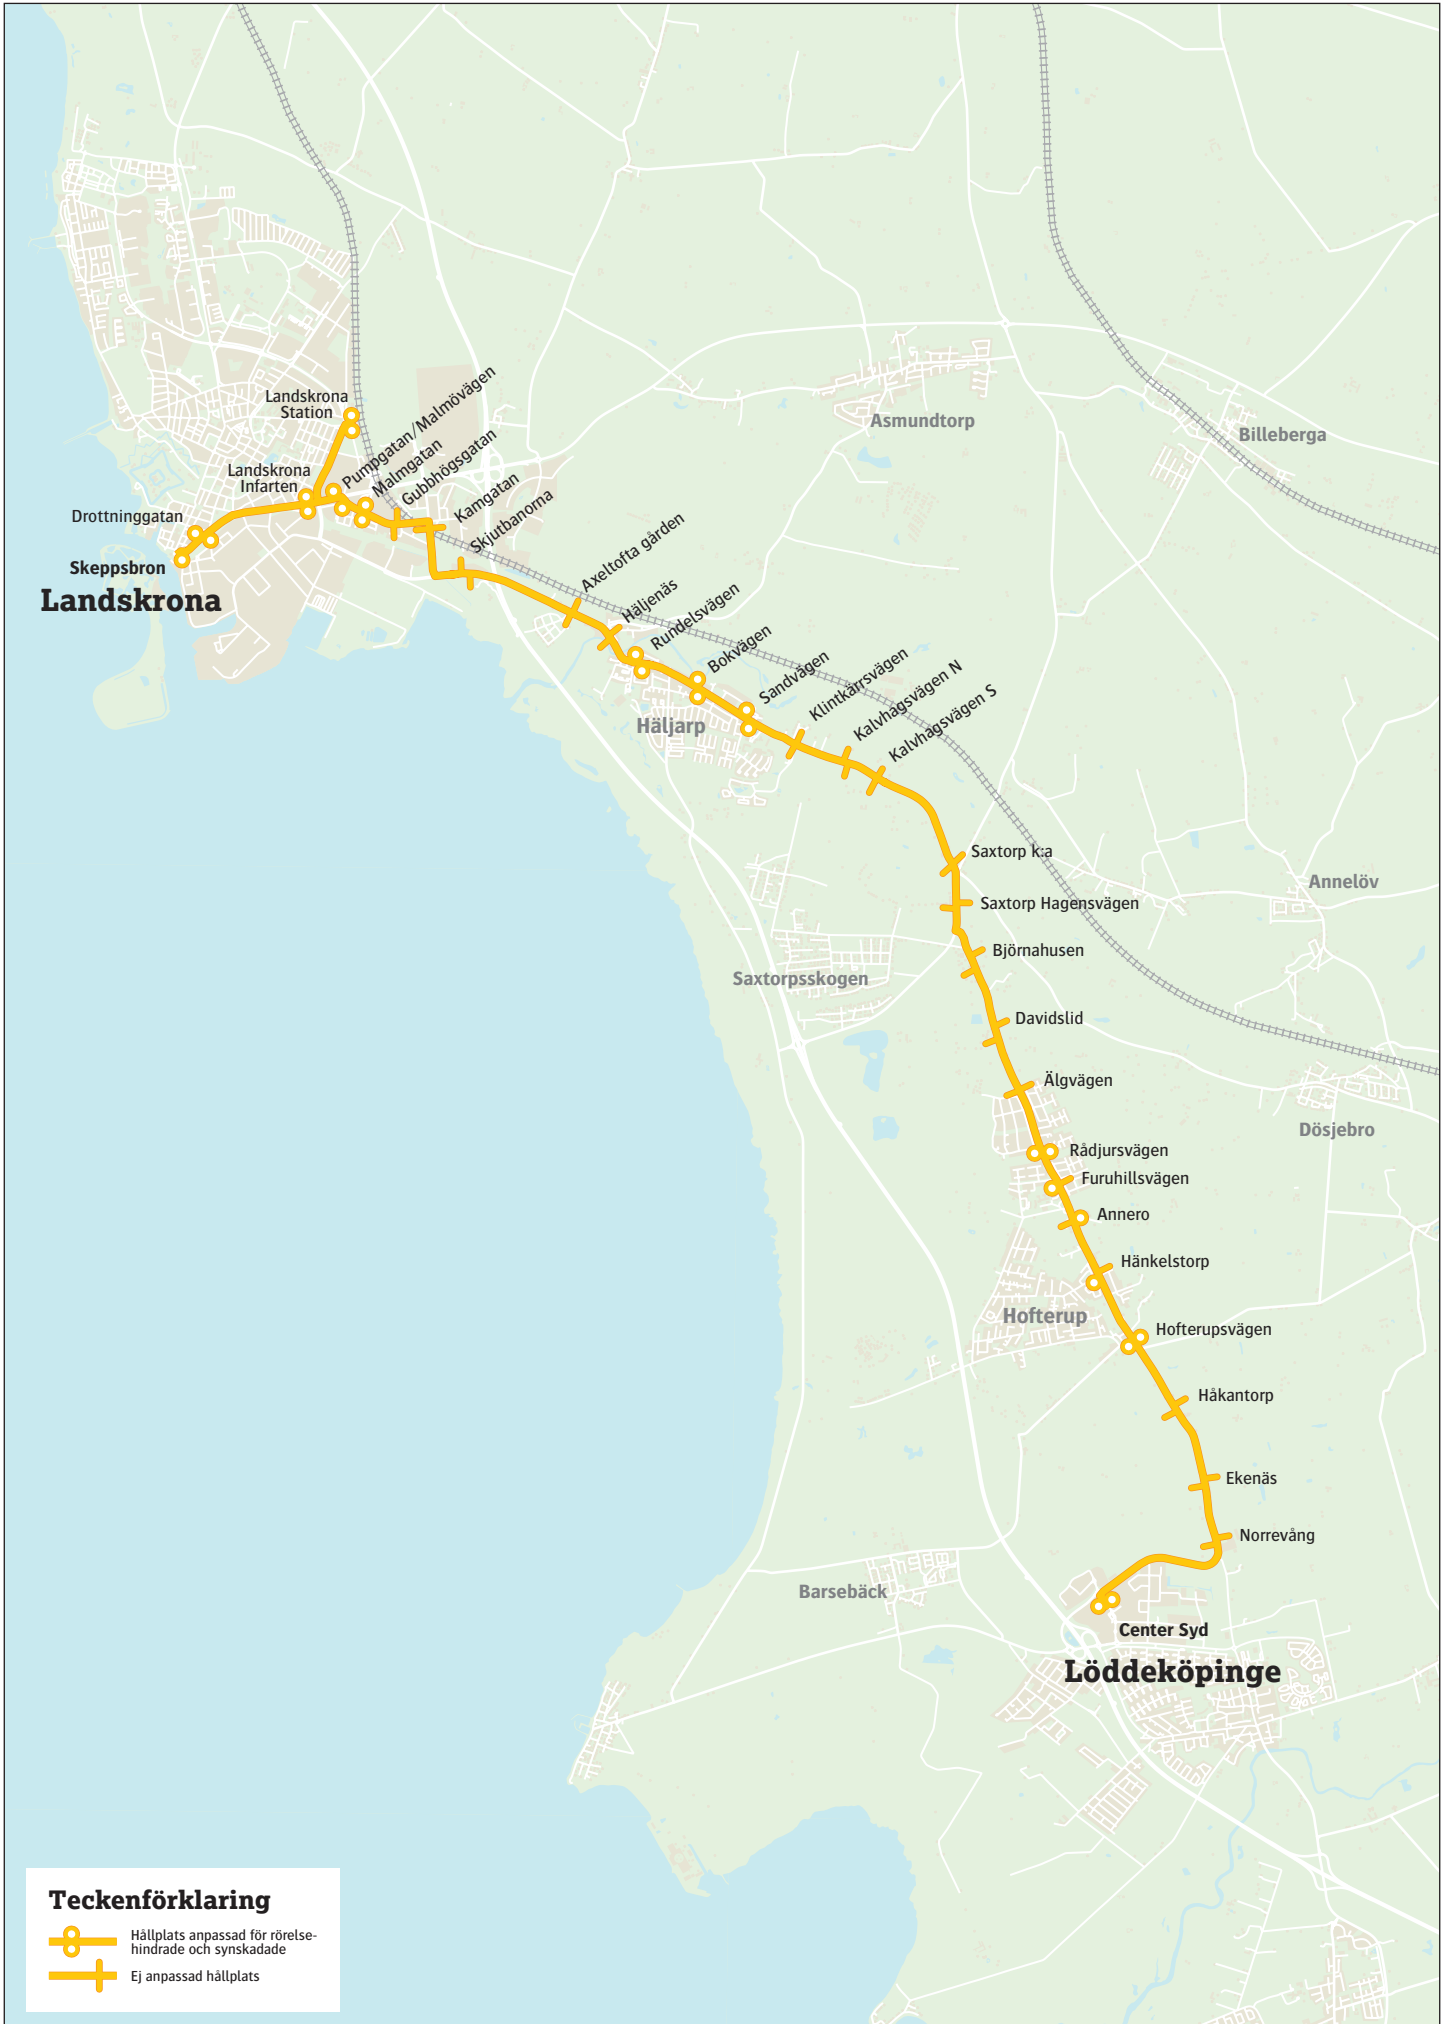 Landskrona
Station
Pumpgatan/Malmövägen
Malmgatan
Gubbhögsgatan
Kamgatan
Skjutbanorna
Landskrona
Infarten
Drottninggatan
Skeppsbron
Landskrona
Asmundtorp
Billeberga
Axeltofta gården
Häljenäs
Rundelsvägen
Bokvägen
Sandvägen
Klintkärrsvägen
Kalvhagsvägen N
Kalvhagsvägen S
Häljarp
Saxtorp k:a
Saxtorp Hagensvägen
Annelöv
Björnahusen
Saxtorpsskogen
Davidslid
Älgvägen
Dösjebro
Rådjursvägen
Furuhillsvägen
Annero
Hänkelstorp
Hofterup
Hofterupsvägen
Håkantorp
Ekenäs
Norrevång
Barsebäck
Center Syd
Löddeköpinge
Teckenförklaring
Hållplats anpassad för rörelse-
hindrade och synskadade
Ej anpassad hållplats